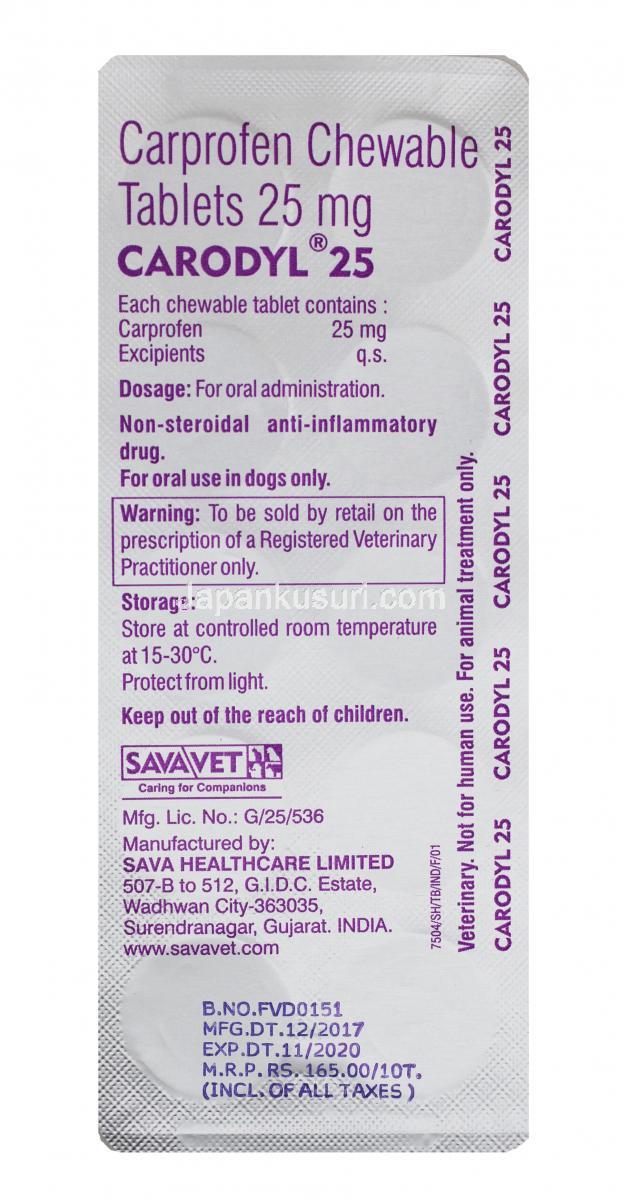 Carprofen Chewable
Tablets 25 mg
CARODYL® 25
Each chewable tablet contains :
Carprofen 25 mg
Excipients q.s.
Dosage: For oral administration.
Non-steroidal anti-inflammatory
drug.
For oral use in dogs only.
Warning: To be sold by retail on the
prescription of a Registered Veterinary
Practitioner only.
Storage:
Store at controlled room temperature
at 15-30°C.
Protect from light.
Keep out of the reach of children.
SAVAVET
Caring for Companions
Mfg. Lic. No.: G/25/536
Manufactured by:
SAVA HEALTHCARE LIMITED
507-B to 512, G.I.D.C. Estate,
Wadhwan City-363035,
Surendranagar, Gujarat. INDIA.
www.savavet.com
B.NO.FVD0151
MFG.DT.12/2017
EXP.DT.11/2020
M.R.P. RS. 165.00/10T.
(INCL. OF ALL TAXES )
7504/SH/TB/IND/F/01
Veterinary. Not for human use. For animal treatment only.
CARODYL 25
CARODYL 25
CARODYL 25
CARODYL 25
CARODYL 25
Japankusuri.com